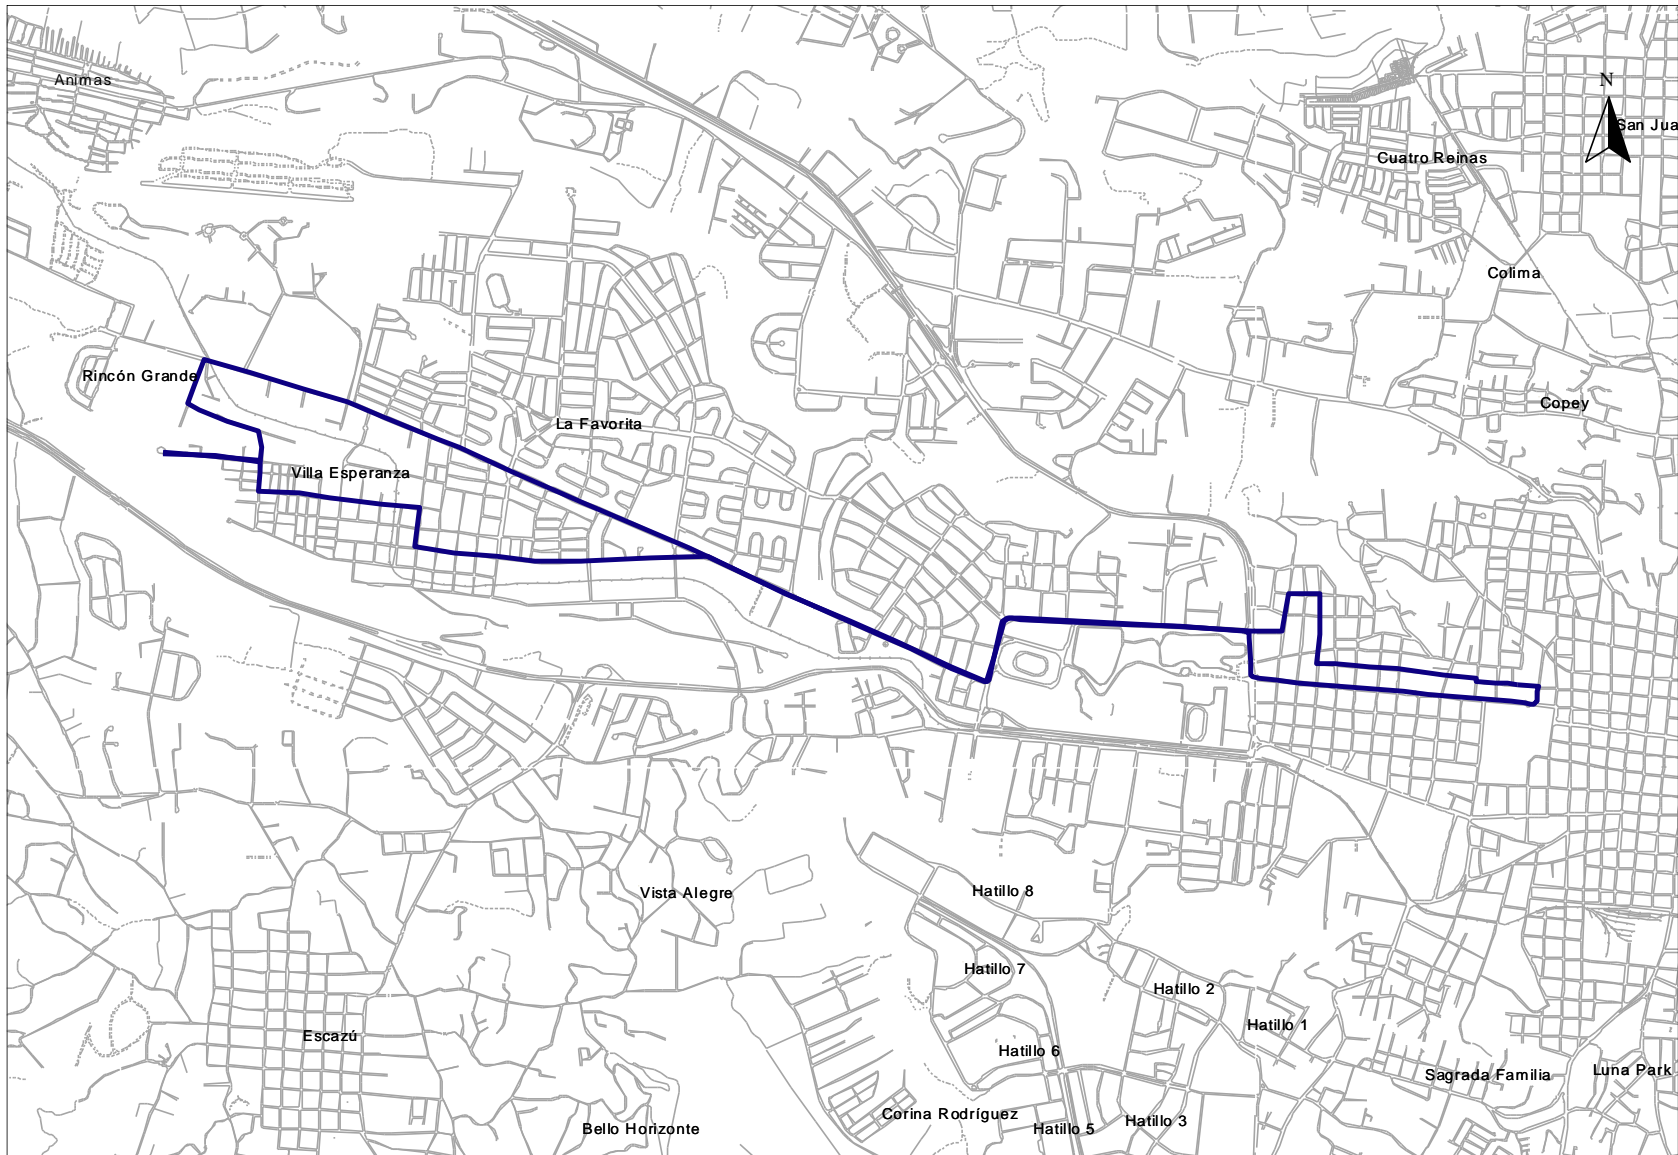 Animas
N
San Jua
Cuatro Reinas
Colima
Rincón Grande
Copey
La Favorita
Villa Esperanza
Vista Alegre
Hatillo 8
Hatillo 7
Hatillo 2
Hatillo 1
Escazú
Hatillo 6
Sagrada Familia
Luna Park
Corina Rodríguez
Hatillo 5
Hatillo 3
Bello Horizonte